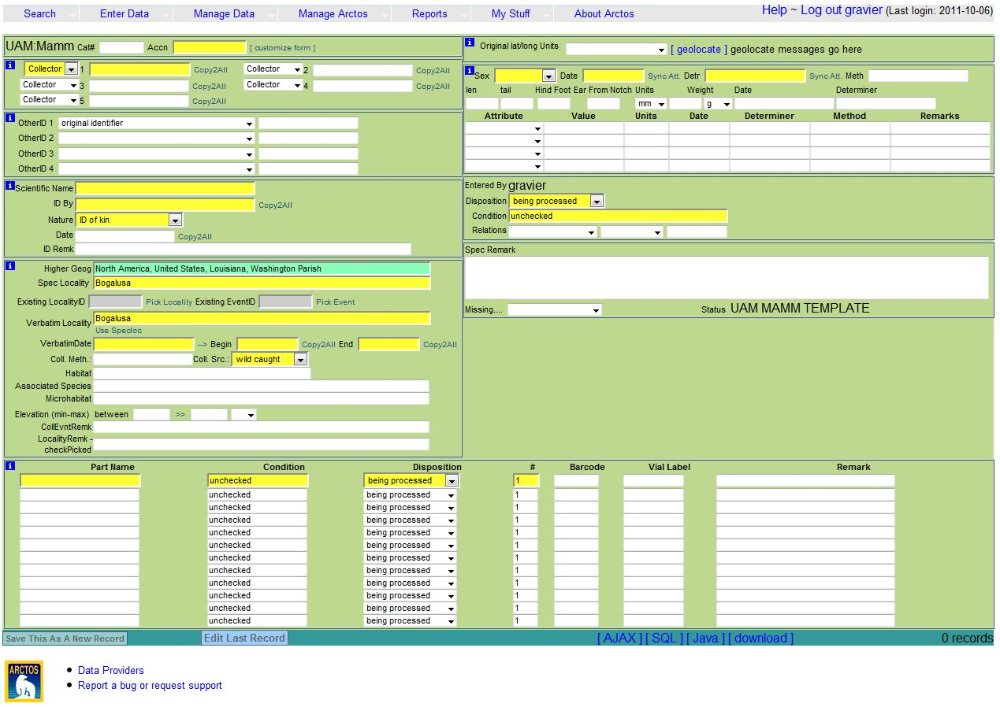 Search Enter Data Manage Data Manage Arctos Reports My Stuff About Arctos
Help ~ Log out gravier (Last login: 2011-10-06)
UAM:Mamm Cat# Accn [ customize form ]
Collector 1 Copy2All Collector 2 Copy2All
Collector 3 Copy2All Collector 4 Copy2All
Collector 5 Copy2All
OtherID 1 original identifier
OtherID 2
OtherID 3
OtherID 4
Scientific Name
ID By Copy2All
Nature ID of kin
Date Copy2All
ID Remk
Higher Geog North America, United States, Louisiana, Washington Parish
Spec Locality Bogalusa
Existing LocalityID Pick Locality Existing EventID Pick Event
Verbatim Locality Bogalusa
Use Specloc
VerbatimDate --> Begin Copy2All End Copy2All
Coll. Meth.: Coll. Src.: wild caught
Habitat
Associated Species
Microhabitat
Elevation (min-max) between >>
CollEvntRemk
LocalityRemk -
checkPicked
Original lat/long Units [ geolocate ] geolocate messages go here
Sex Date Sync Att. Detr Sync Att. Meth
len tail Hind Foot Ear From Notch Units Weight Date Determiner
mm g
Attribute Value Units Date Determiner Method Remarks
Entered By gravier
Disposition being processed
Condition unchecked
Relations
Spec Remark
Missing.... Status UAM MAMM TEMPLATE
Part Name Condition Disposition # Barcode Vial Label Remark
unchecked being processed 1
unchecked being processed 1
unchecked being processed 1
unchecked being processed 1
unchecked being processed 1
unchecked being processed 1
unchecked being processed 1
unchecked being processed 1
unchecked being processed 1
unchecked being processed 1
unchecked being processed 1
unchecked being processed 1
Save This As A New Record Edit Last Record [ AJAX ] [ SQL ] [ Java ] [ download ] 0 records
ARCTOS
Data Providers
Report a bug or request support